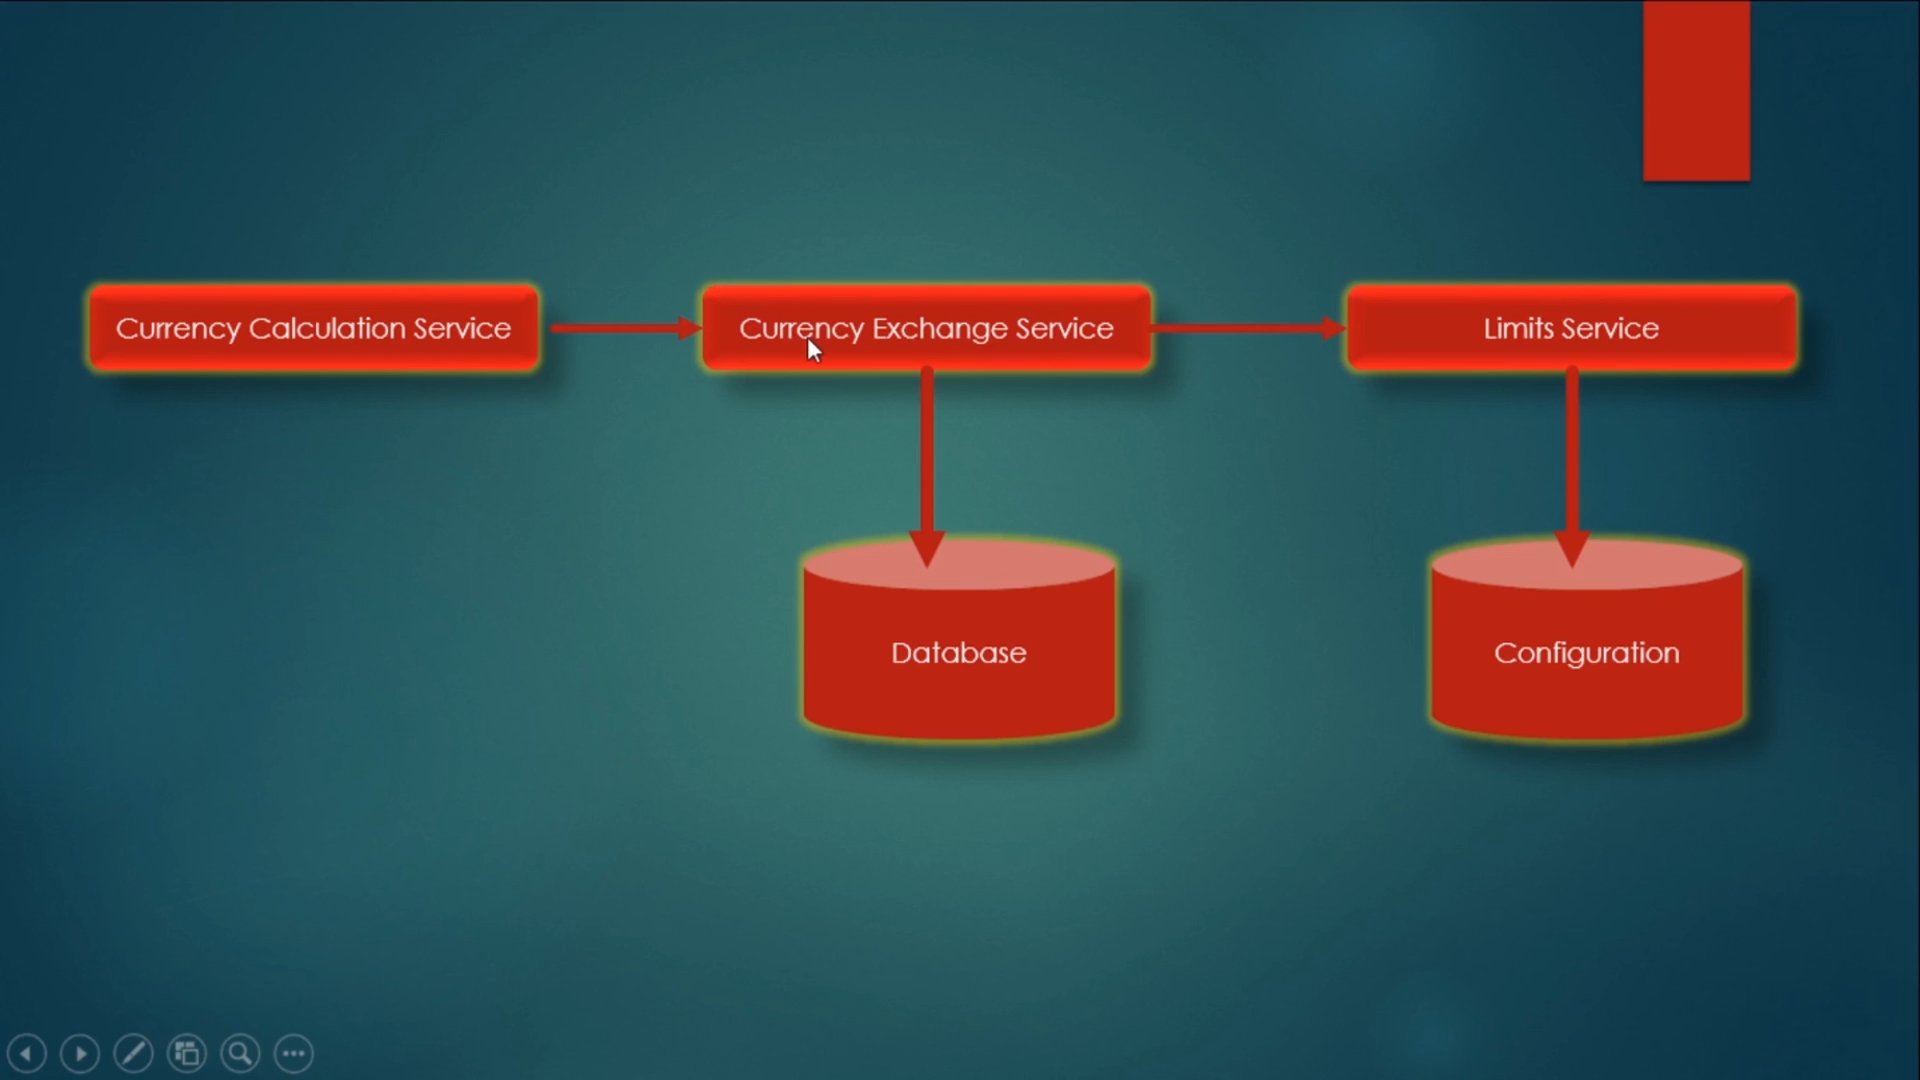 Currency Calculation Service
Currency Exchange Service
Limits Service
Database
Configuration